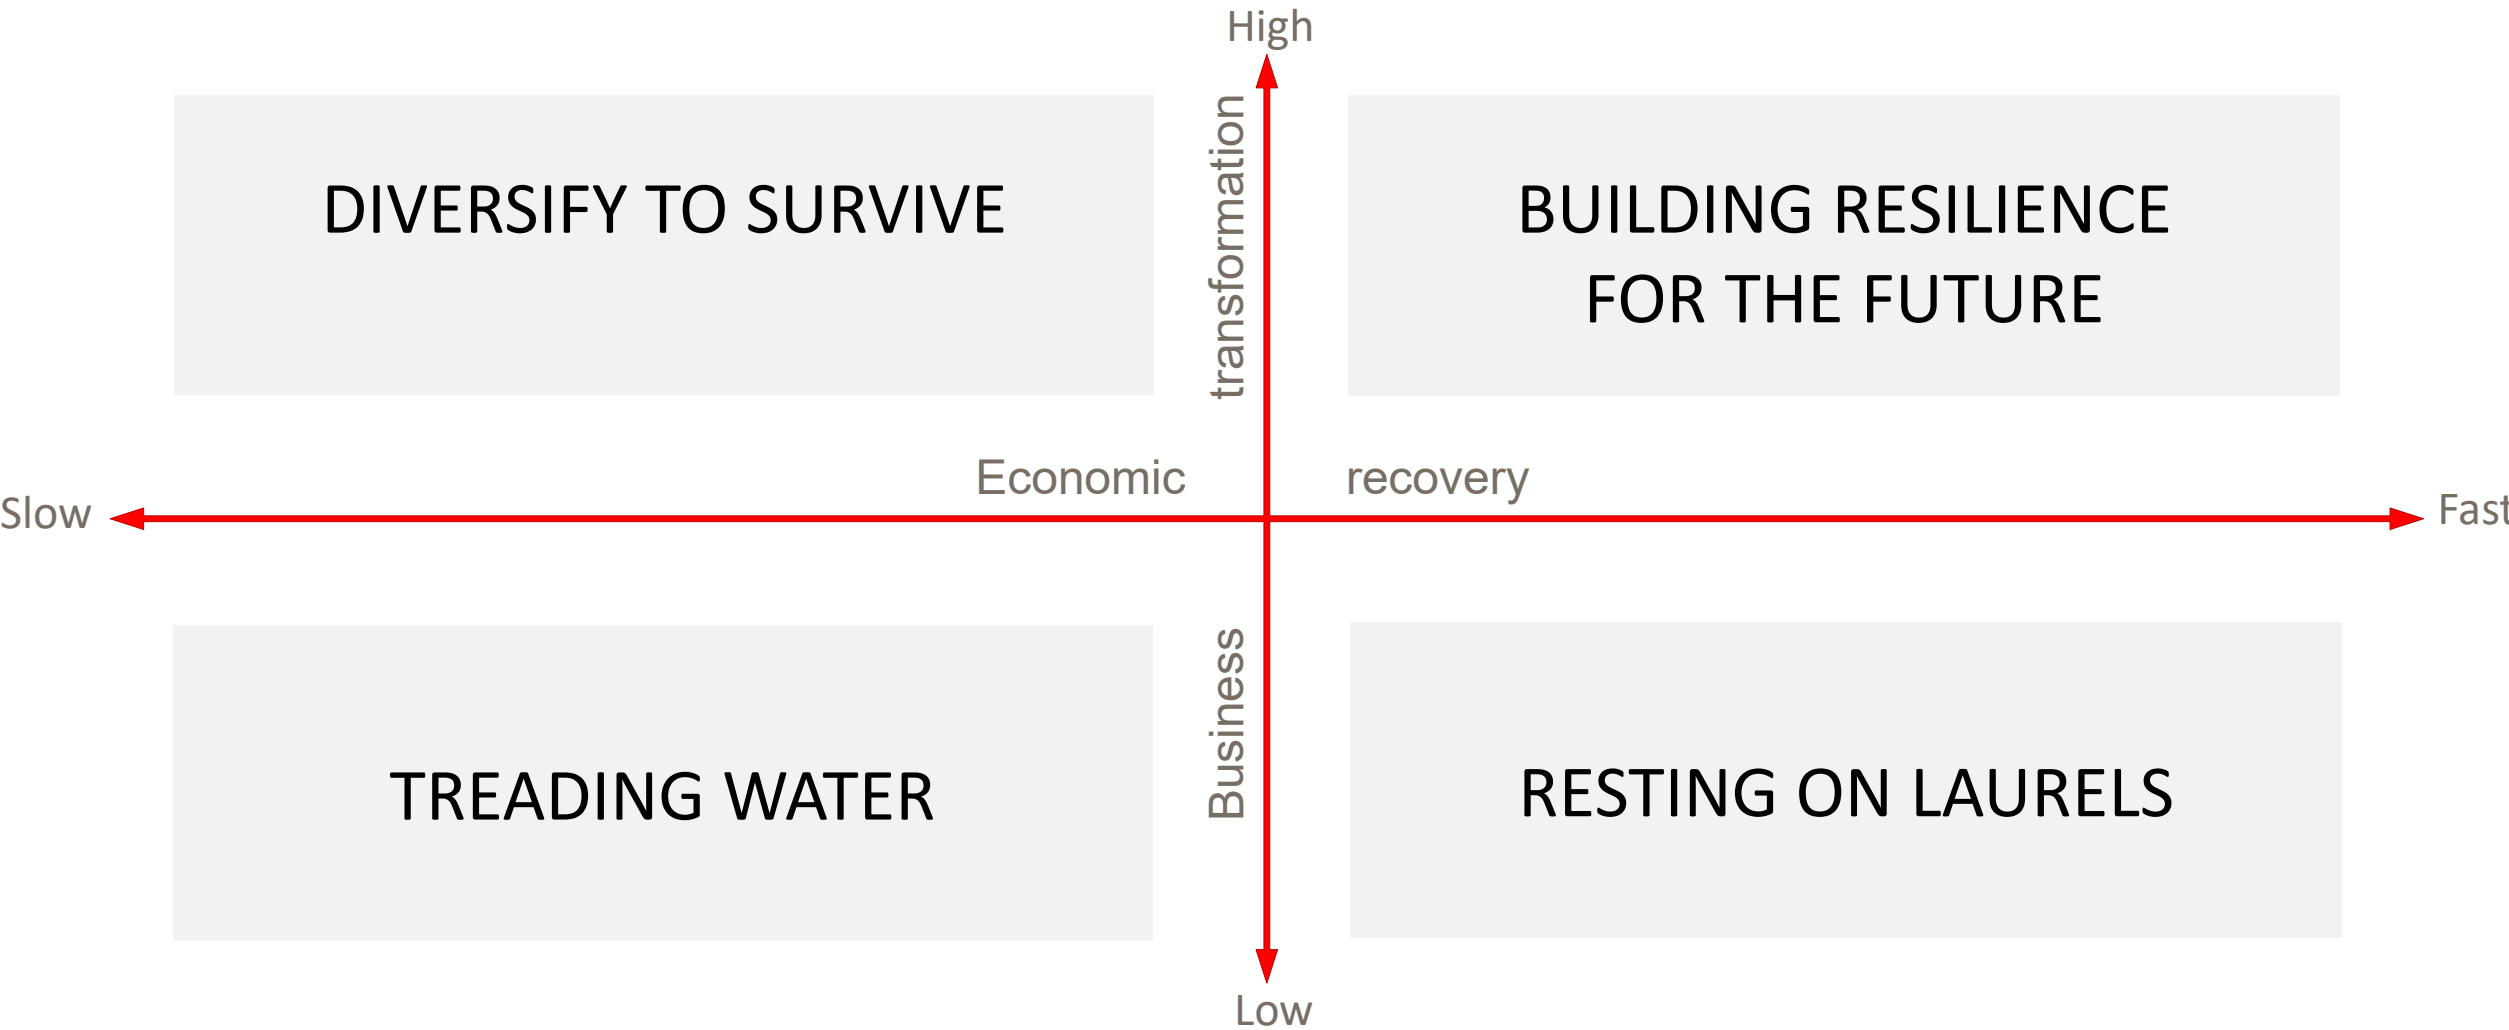 High
DIVERSIFY TO SURVIVE
BUILDING RESILIENCE
FOR THE FUTURE
Business transformation
Economic recovery
Slow
Fast
TREADING WATER
RESTING ON LAURELS
Low